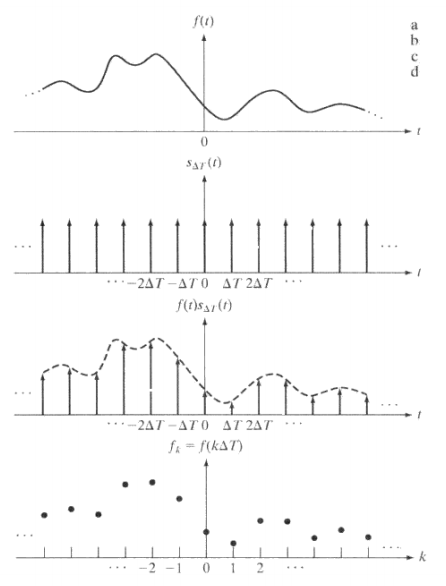 f(t)
a
b
c
d
· · ·
· · ·
t
0
s_{ΔT}(t)
· · ·
· · ·
t
· · · −2ΔT −ΔT 0 ΔT 2ΔT · · ·
f(t)s_{ΔT}(t)
t
· · · −2ΔT −ΔT 0 ΔT 2ΔT · · ·
f_k = f(kΔT)
· · ·
· · ·
k
· · · −2 −1 0 1 2 · · ·